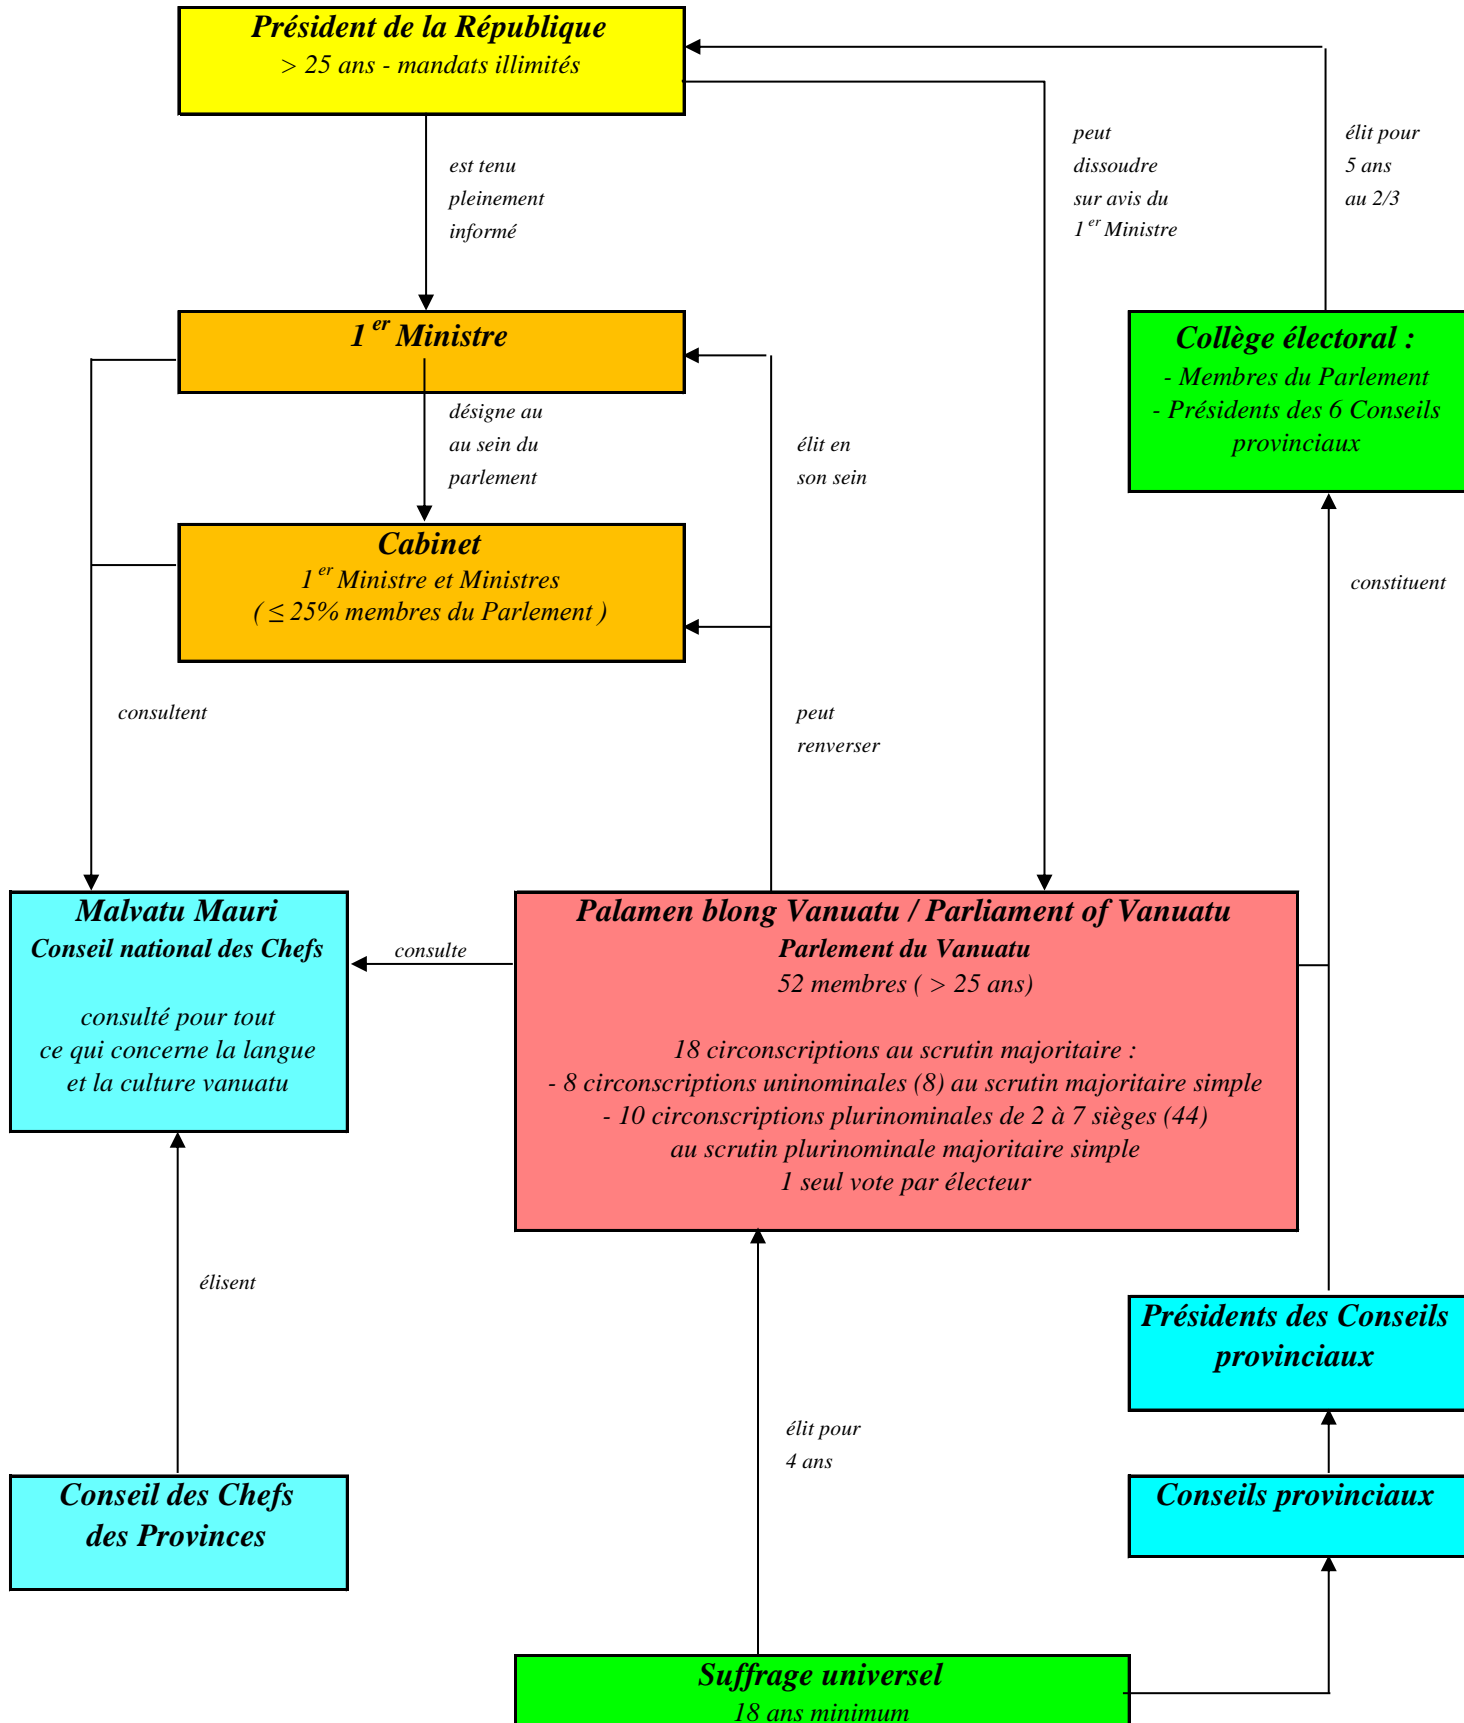 Président de la République
> 25 ans - mandats illimités
est tenu
pleinement
informé
peut
dissoudre
sur avis du
1er Ministre
élit pour
5 ans
au 2/3
1er Ministre
Collège électoral :
- Membres du Parlement
- Présidents des 6 Conseils
provinciaux
désigne au
au sein du
parlement
élit en
son sein
Cabinet
1er Ministre et Ministres
( ≤ 25% membres du Parlement )
constituent
consultent
peut
renverser
Malvatu Mauri
Conseil national des Chefs
consulté pour tout
ce qui concerne la langue
et la culture vanuatu
consulte
Palamen blong Vanuatu / Parliament of Vanuatu
Parlement du Vanuatu
52 membres ( > 25 ans)
18 circonscriptions au scrutin majoritaire :
- 8 circonscriptions uninominales (8) au scrutin majoritaire simple
- 10 circonscriptions plurinominales de 2 à 7 sièges (44)
au scrutin plurinominale majoritaire simple
1 seul vote par électeur
élisent
Présidents des Conseils
provinciaux
élit pour
4 ans
Conseil des Chefs
des Provinces
Conseils provinciaux
Suffrage universel
18 ans minimum